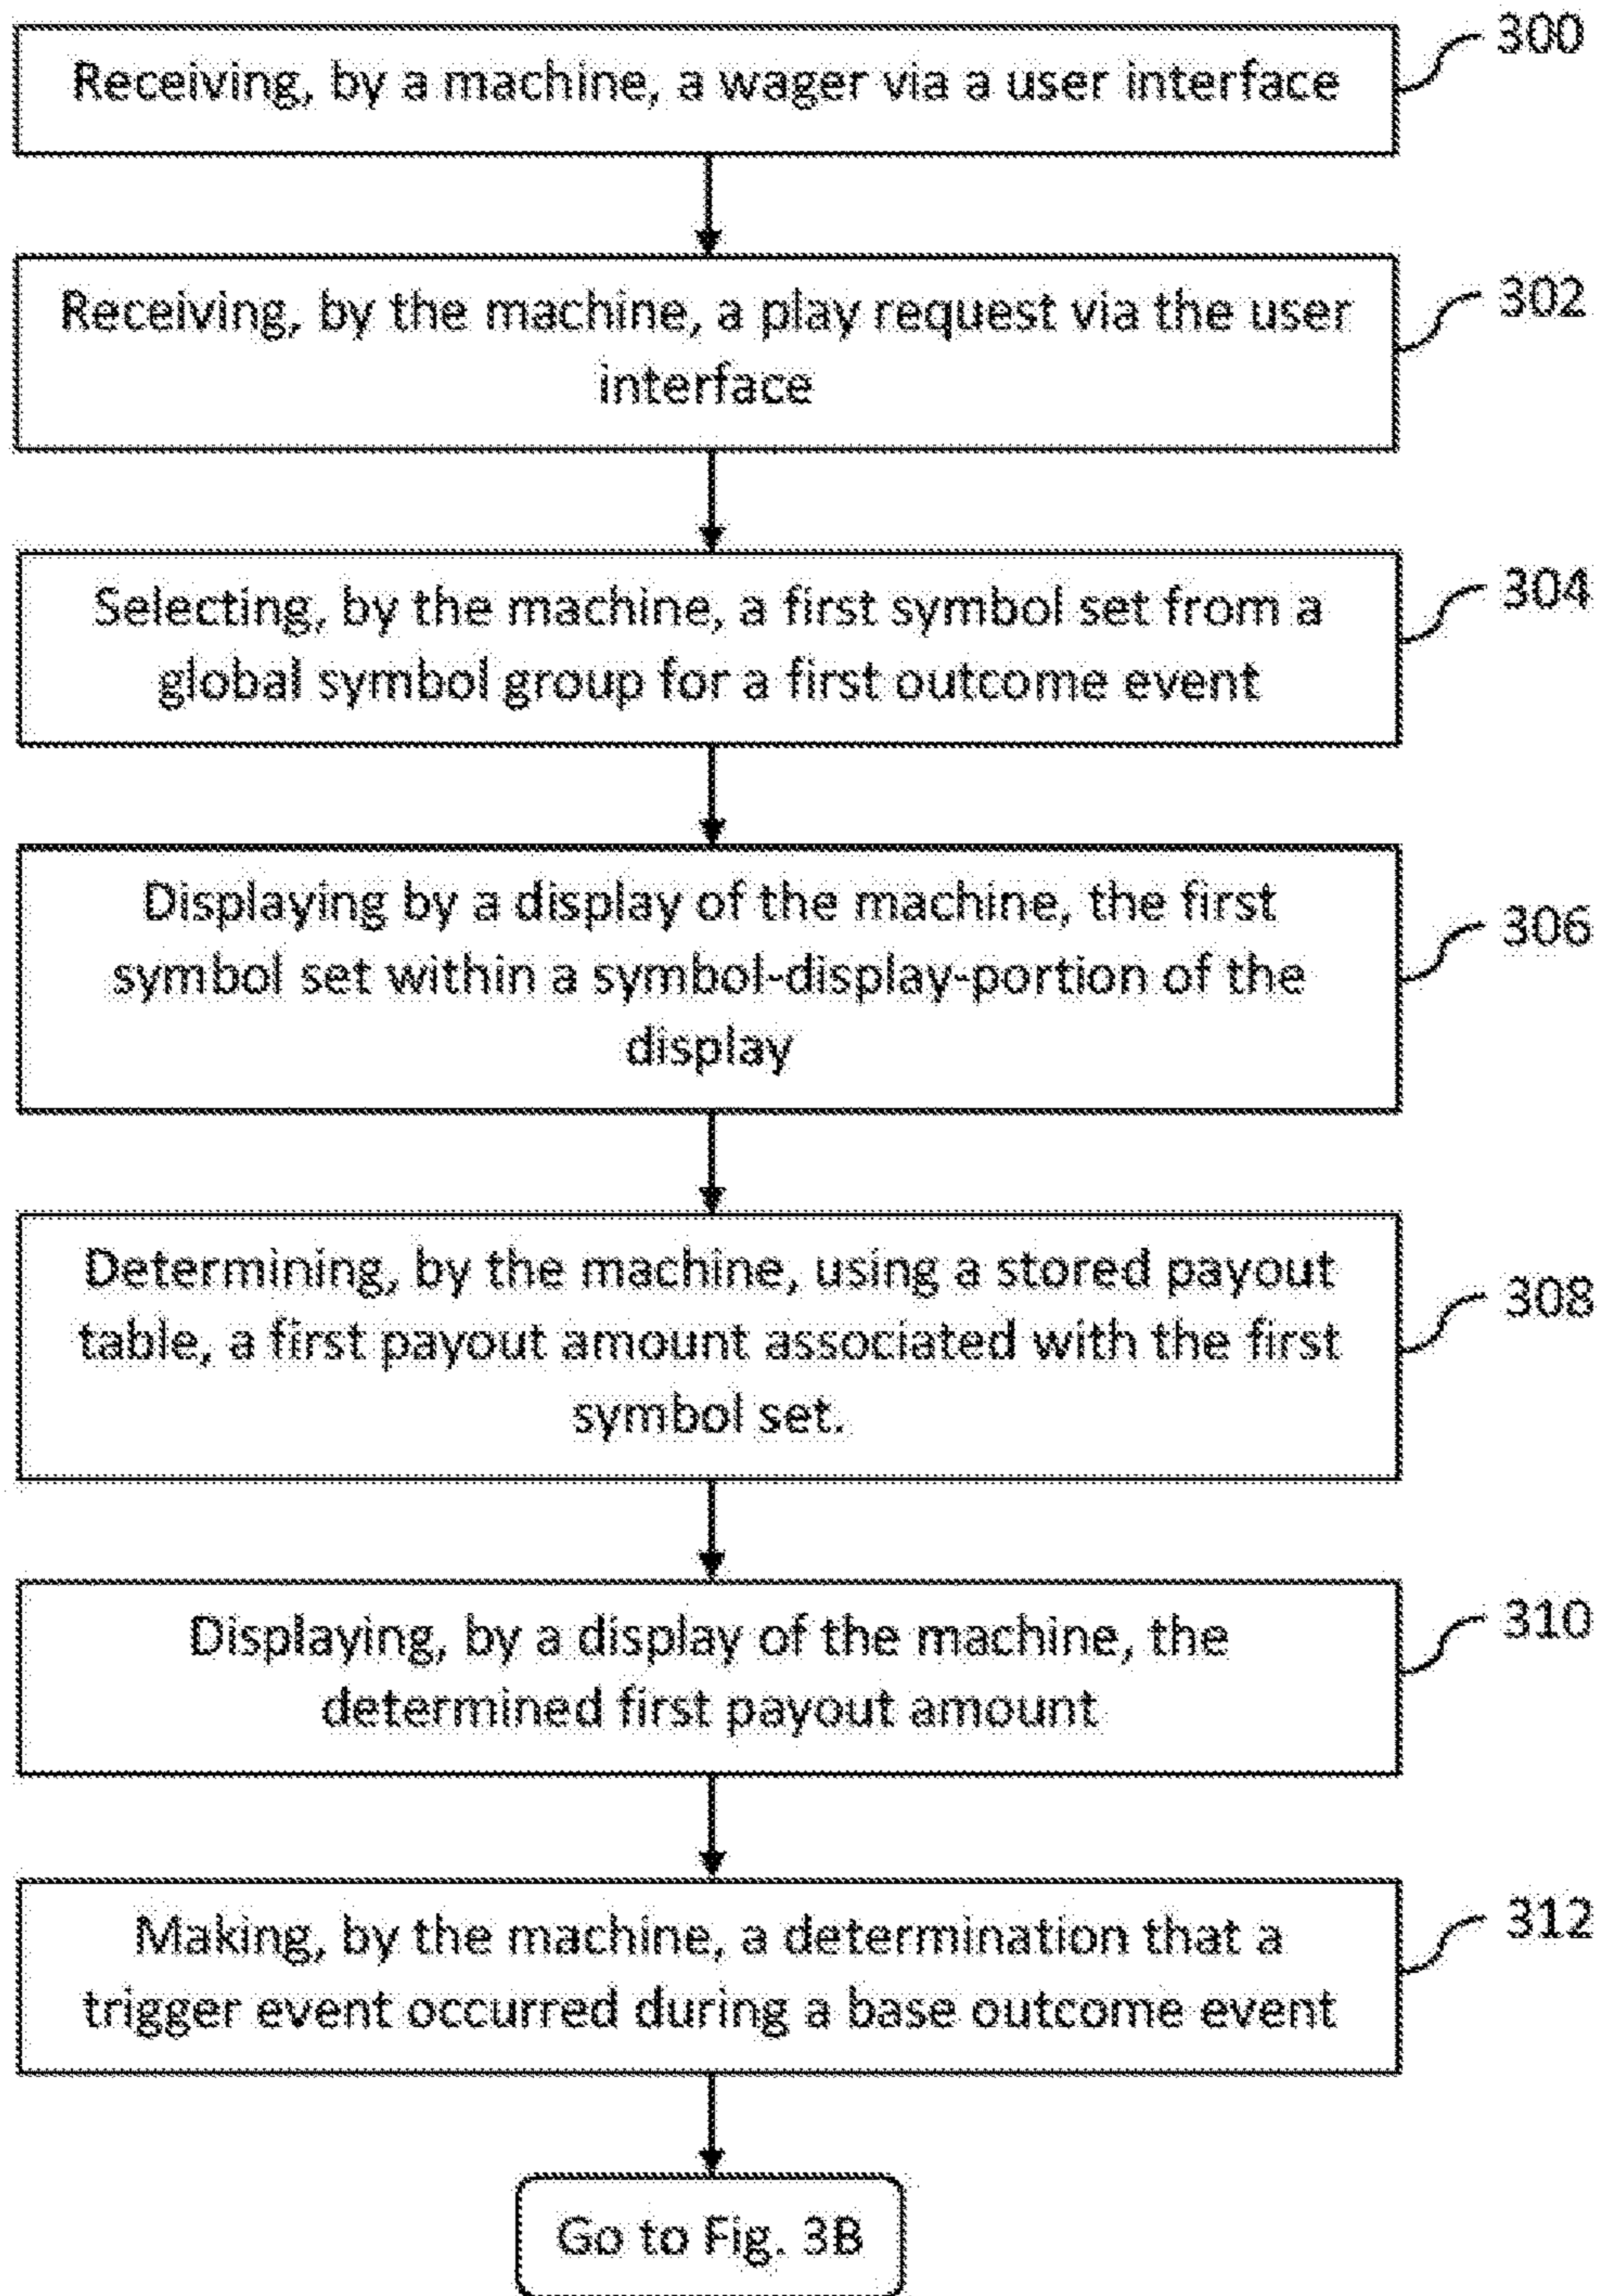 Receiving, by a machine, a wager via a user interface
300
Receiving, by the machine, a play request via the user
interface
302
Selecting, by the machine, a first symbol set from a
global symbol group for a first outcome event
304
Displaying by a display of the machine, the first
symbol set within a symbol-display-portion of the
display
306
Determining, by the machine, using a stored payout
table, a first payout amount associated with the first
symbol set.
308
Displaying, by a display of the machine, the
determined first payout amount
310
Making, by the machine, a determination that a
trigger event occurred during a base outcome event
312
Go to Fig. 3B